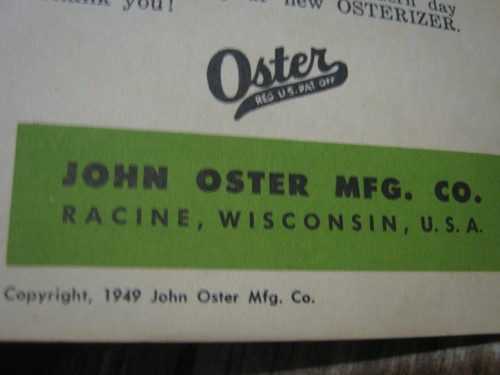 you!
new OSTERIZER.
day
Oster
REG U.S. PAT OFF
JOHN OSTER MFG. CO.
RACINE, WISCONSIN, U.S.A.
Copyright, 1949 John Oster Mfg. Co.